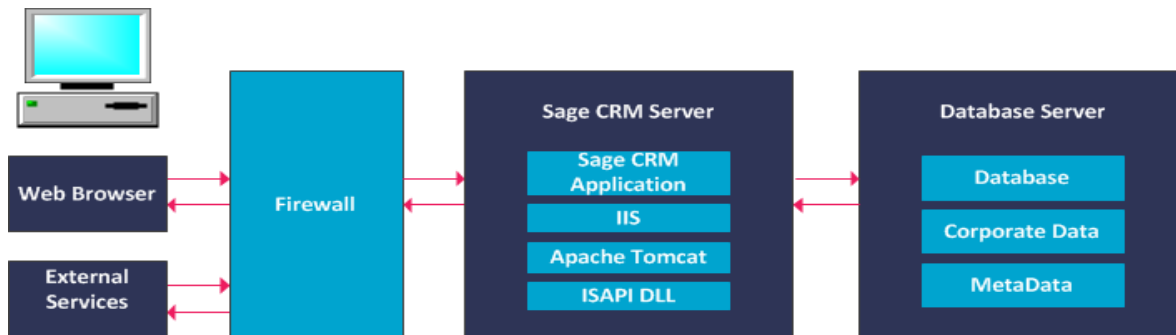 Web Browser
External
Services
Firewall
Sage CRM Server
Sage CRM
Application
IIS
Apache Tomcat
ISAPI DLL
Database Server
Database
Corporate Data
MetaData